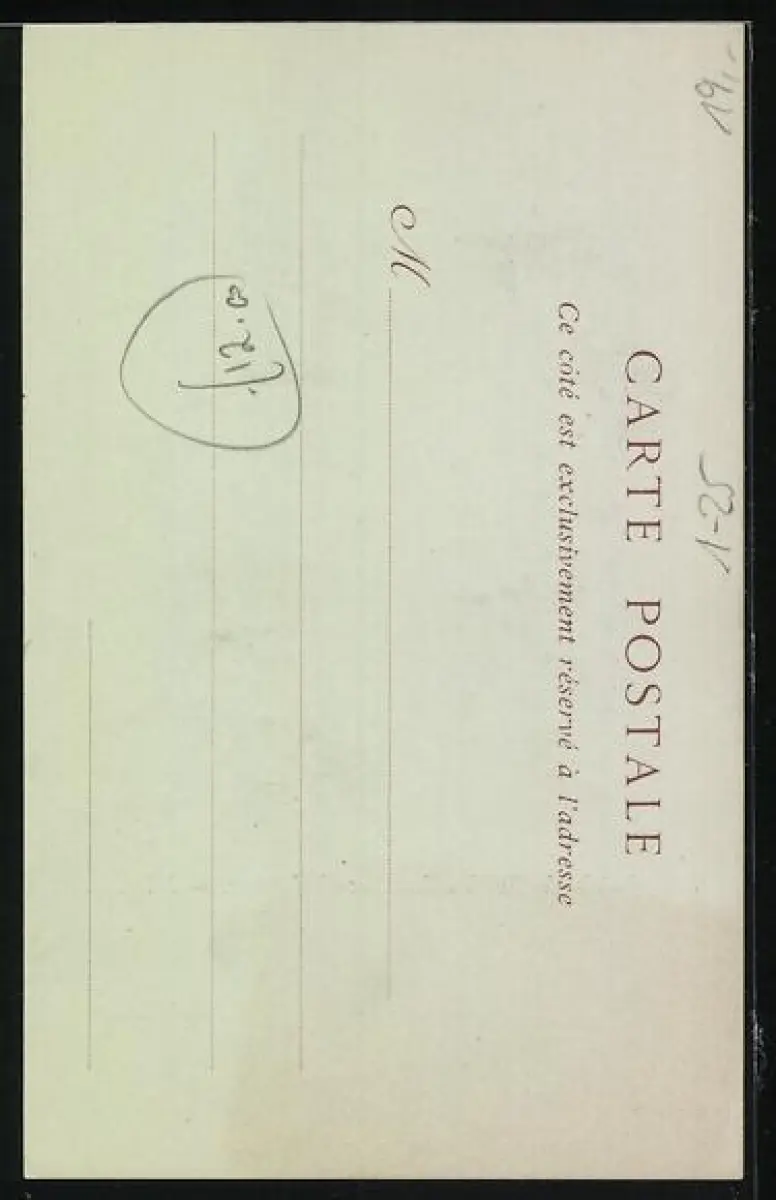 CARTE POSTALE
Ce côté est exclusivement réservé à l'adresse
M